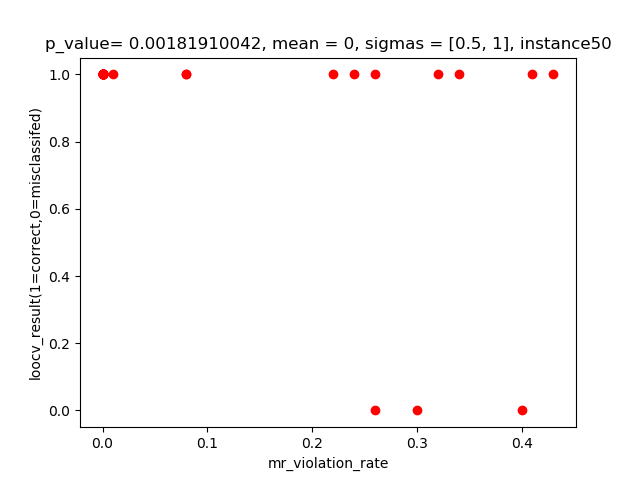 p_value= 0.00181910042, mean = 0, sigmas = [0.5, 1], instance50
loocv_result(1=correct,0=misclassifed)
1.0
0.8
0.6
0.4
0.2
0.0
0.0 0.1 0.2 0.3 0.4
mr_violation_rate